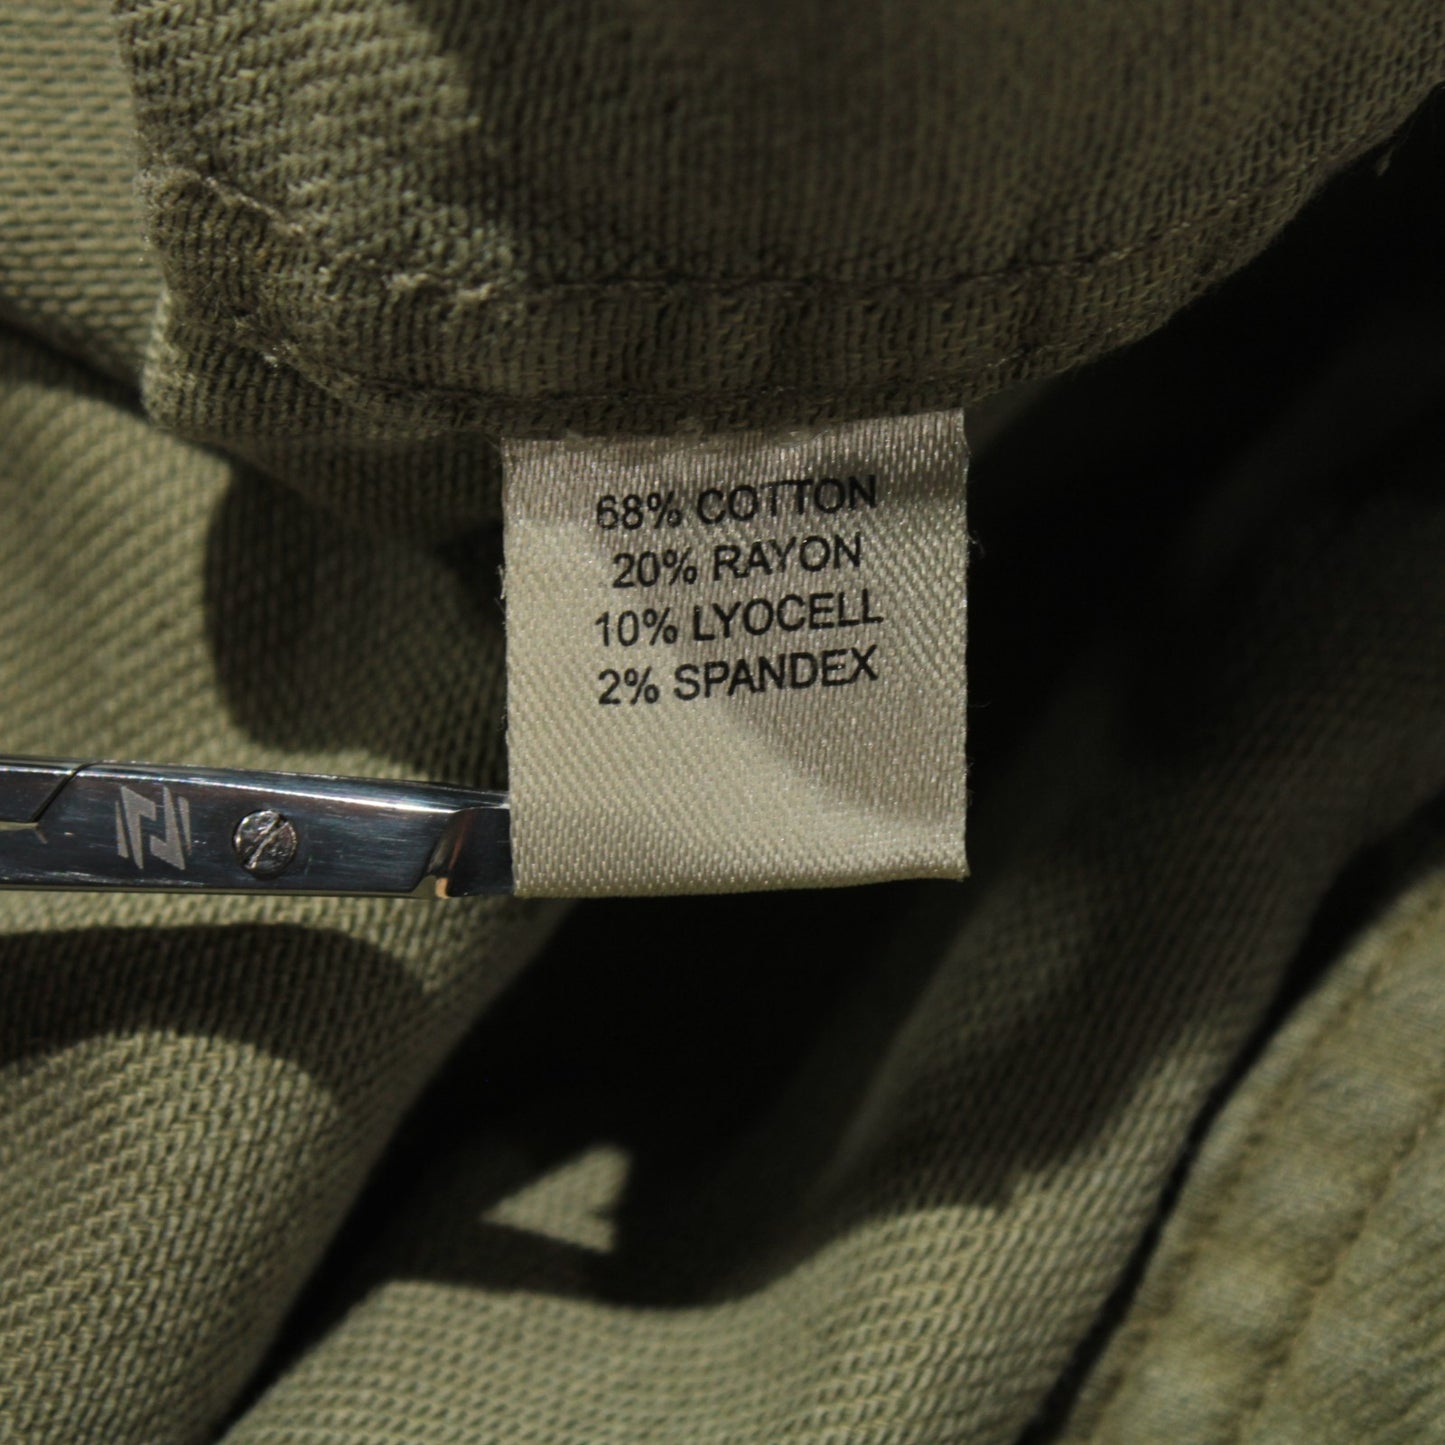 68% COTTON
20% RAYON
10% LYOCELL
2% SPANDEX